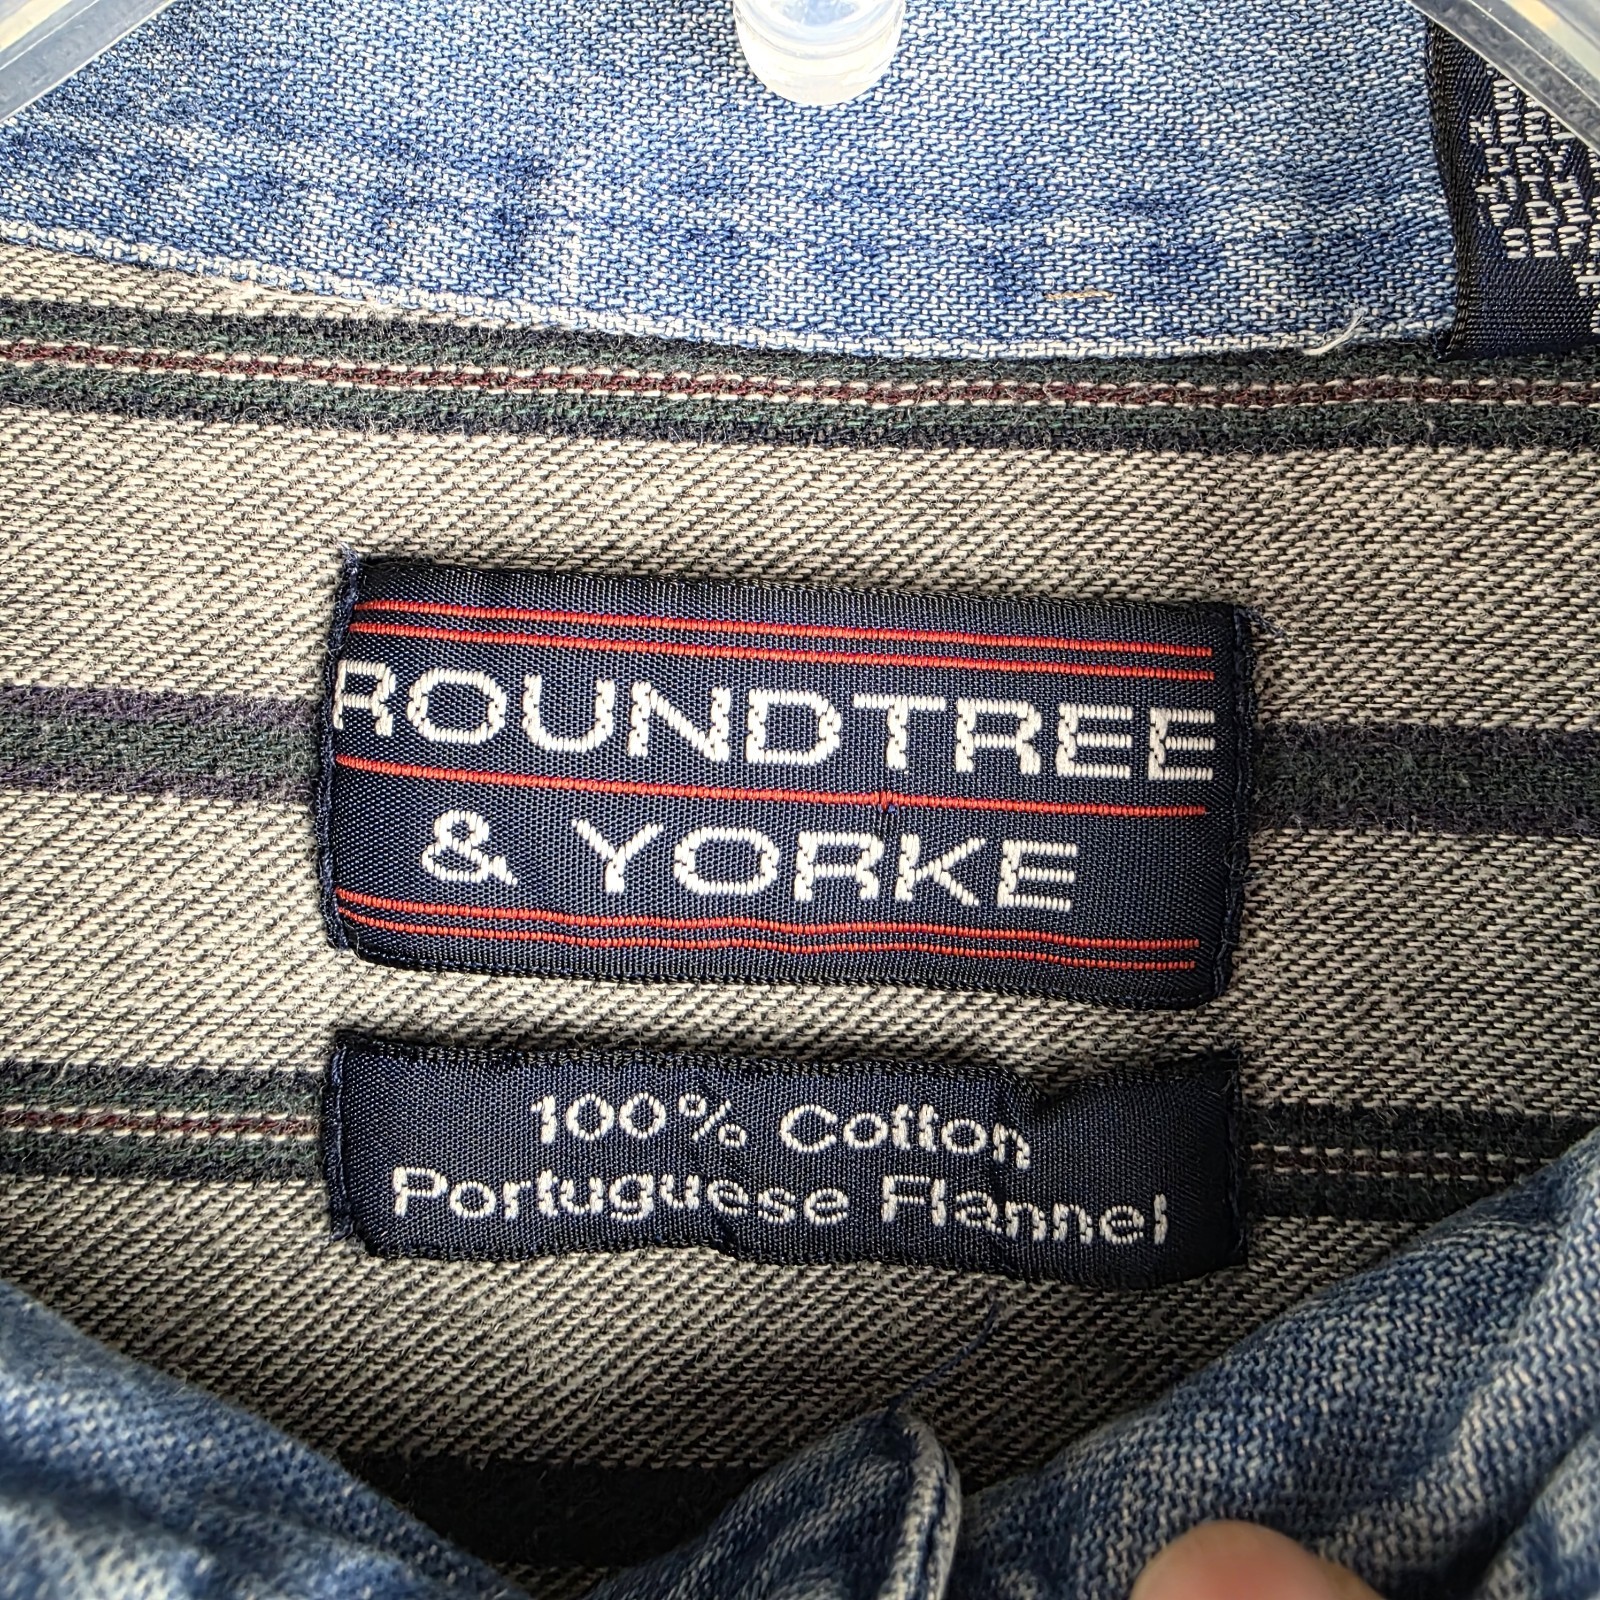 ROUNDTREE
& YORKE
100% Cotton
Portuguese Flannel